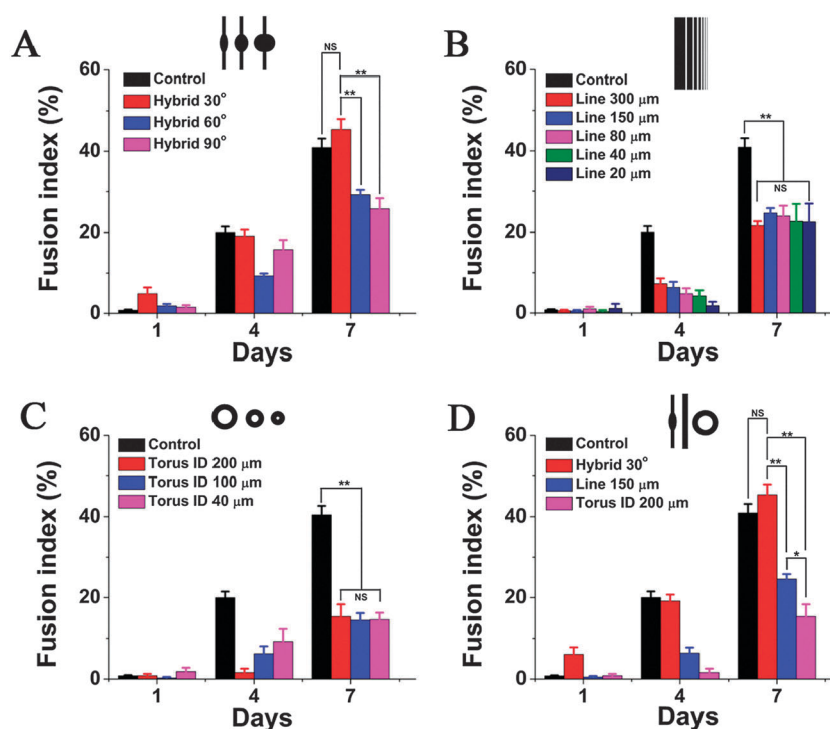 A
Control
Hybrid 30°
Hybrid 60°
Hybrid 90°
NS
**
**
Fusion index (%)
60
40
20
0
1 4 7
Days
B
Control
Line 300 μm
Line 150 μm
Line 80 μm
Line 40 μm
Line 20 μm
**
NS
Fusion index (%)
60
40
20
0
1 4 7
Days
C
Control
Torus ID 200 μm
Torus ID 100 μm
Torus ID 40 μm
**
NS
Fusion index (%)
60
40
20
0
1 4 7
Days
D
Control
Hybrid 30°
Line 150 μm
Torus ID 200 μm
NS
**
**
*
Fusion index (%)
60
40
20
0
1 4 7
Days